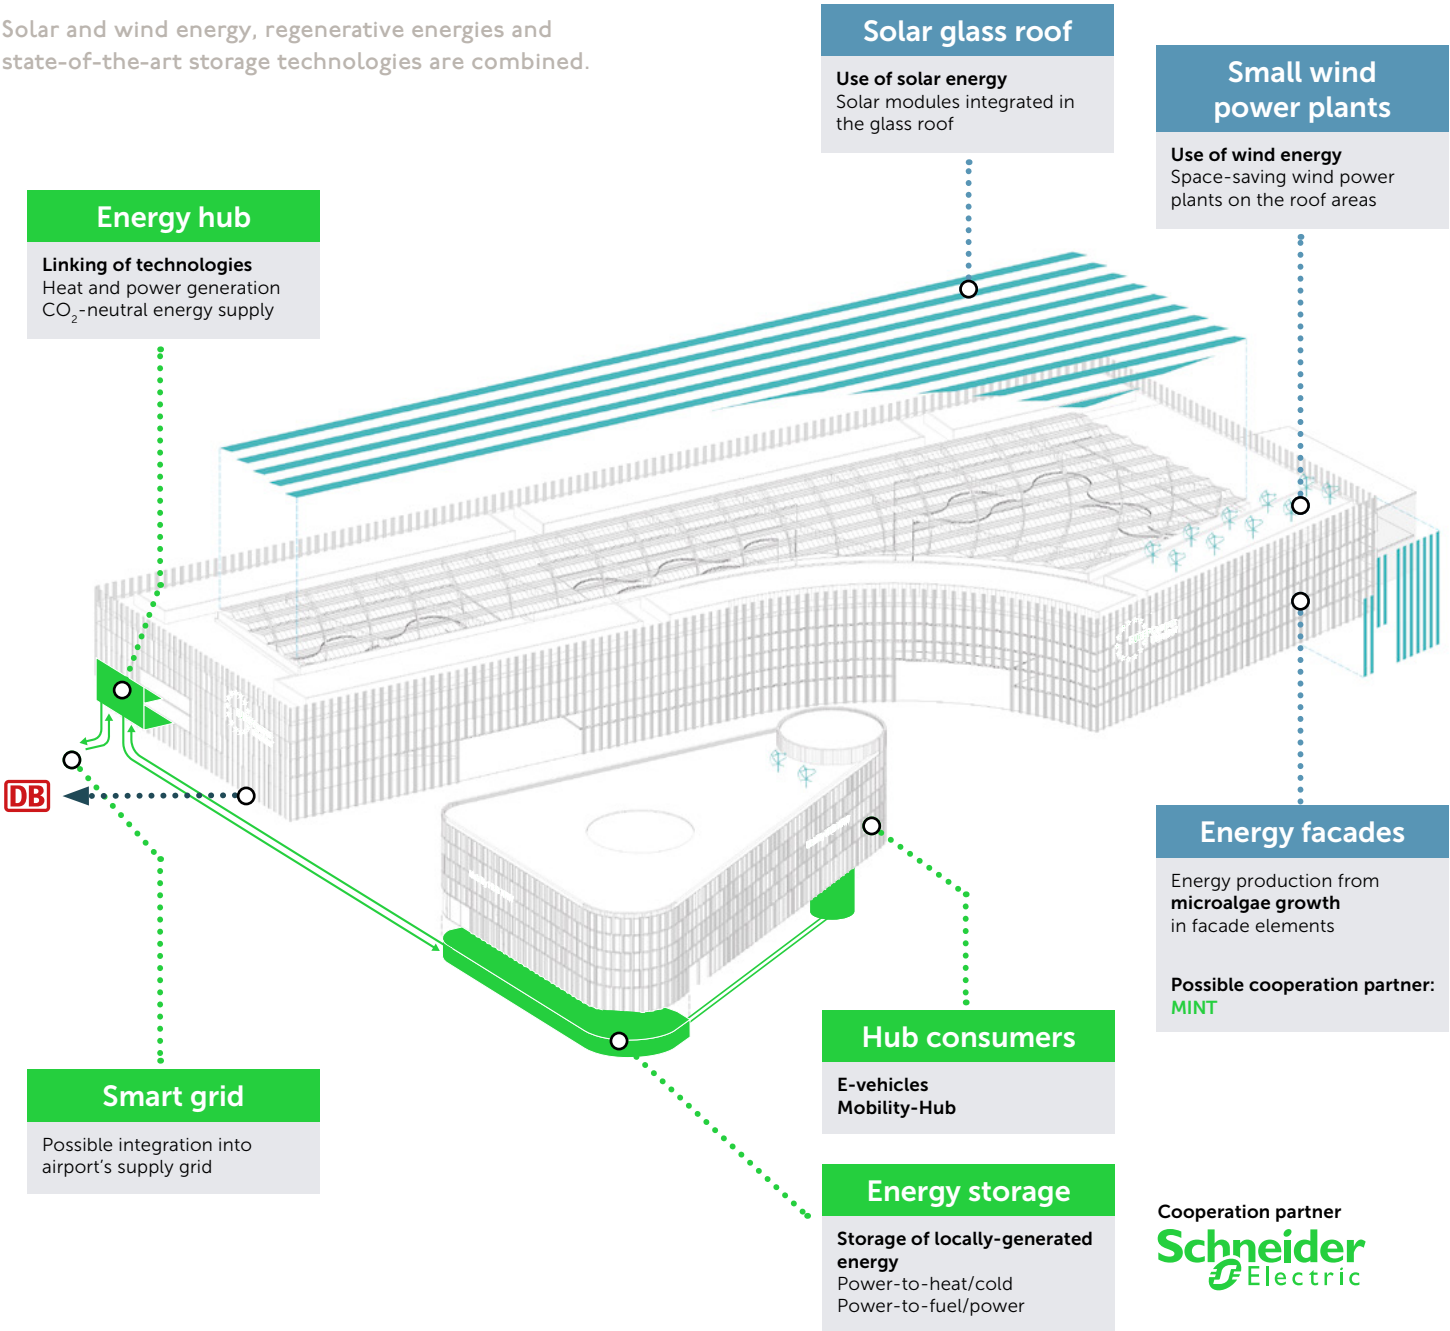 Solar and wind energy, regenerative energies and
state-of-the-art storage technologies are combined.
Solar glass roof
Use of solar energy
Solar modules integrated in
the glass roof
Small wind
power plants
Use of wind energy
Space-saving wind power
plants on the roof areas
Energy hub
Linking of technologies
Heat and power generation
CO₂-neutral energy supply
DB
Energy facades
Energy production from
microalgae growth
in facade elements
Possible cooperation partner:
MINT
Hub consumers
E-vehicles
Mobility-Hub
Smart grid
Possible integration into
airport's supply grid
Energy storage
Storage of locally-generated
energy
Power-to-heat/cold
Power-to-fuel/power
Cooperation partner
Schneider
Electric